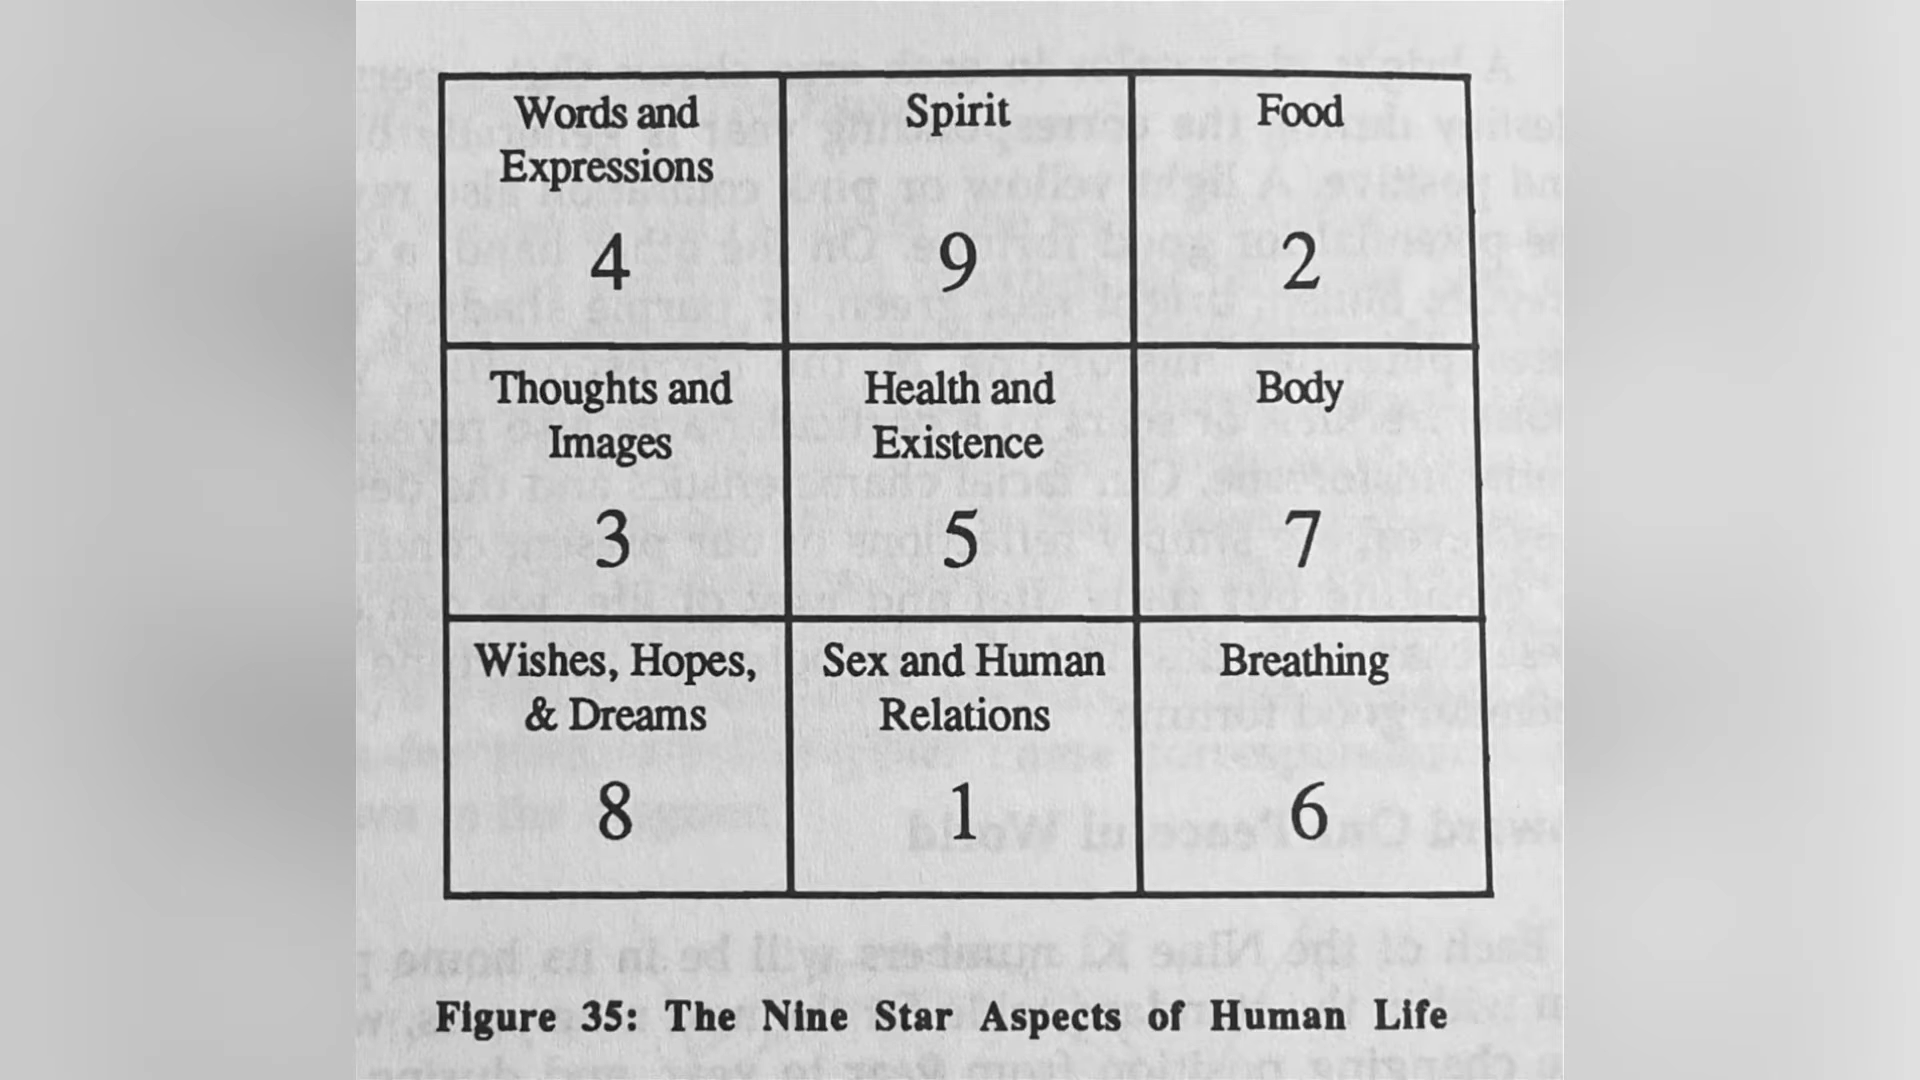 Words and
Expressions
4
Spirit
9
Food
2
Thoughts and
Images
3
Health and
Existence
5
Body
7
Wishes, Hopes,
& Dreams
8
Sex and Human
Relations
1
Breathing
6
Figure 35: The Nine Star Aspects of Human Life